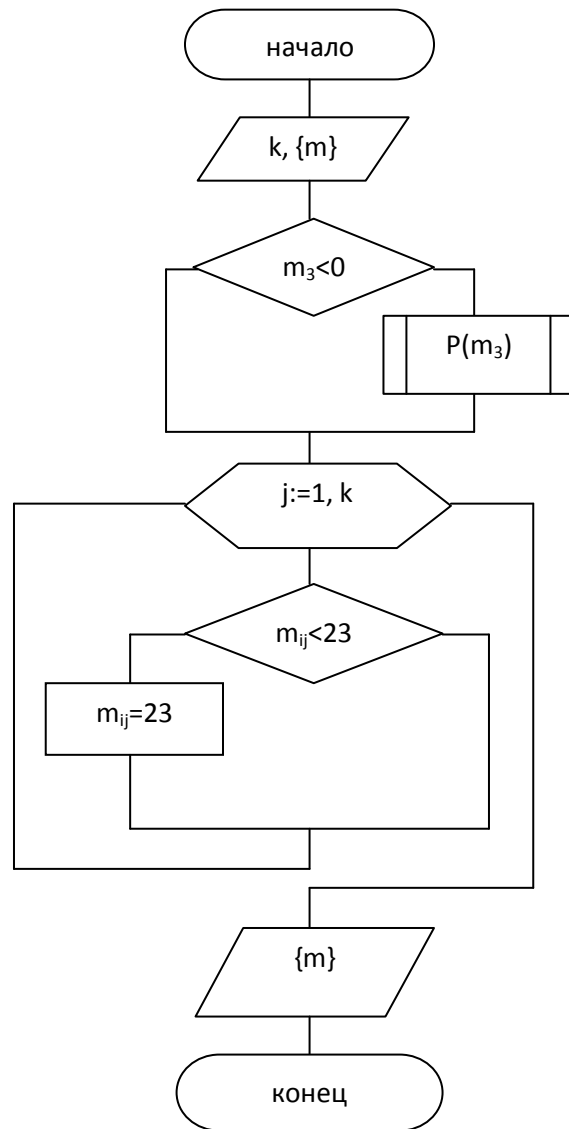 начало
k, {m}
m₃<0
P(m₃)
j:=1, k
mᵢⱼ<23
mᵢⱼ=23
{m}
конец